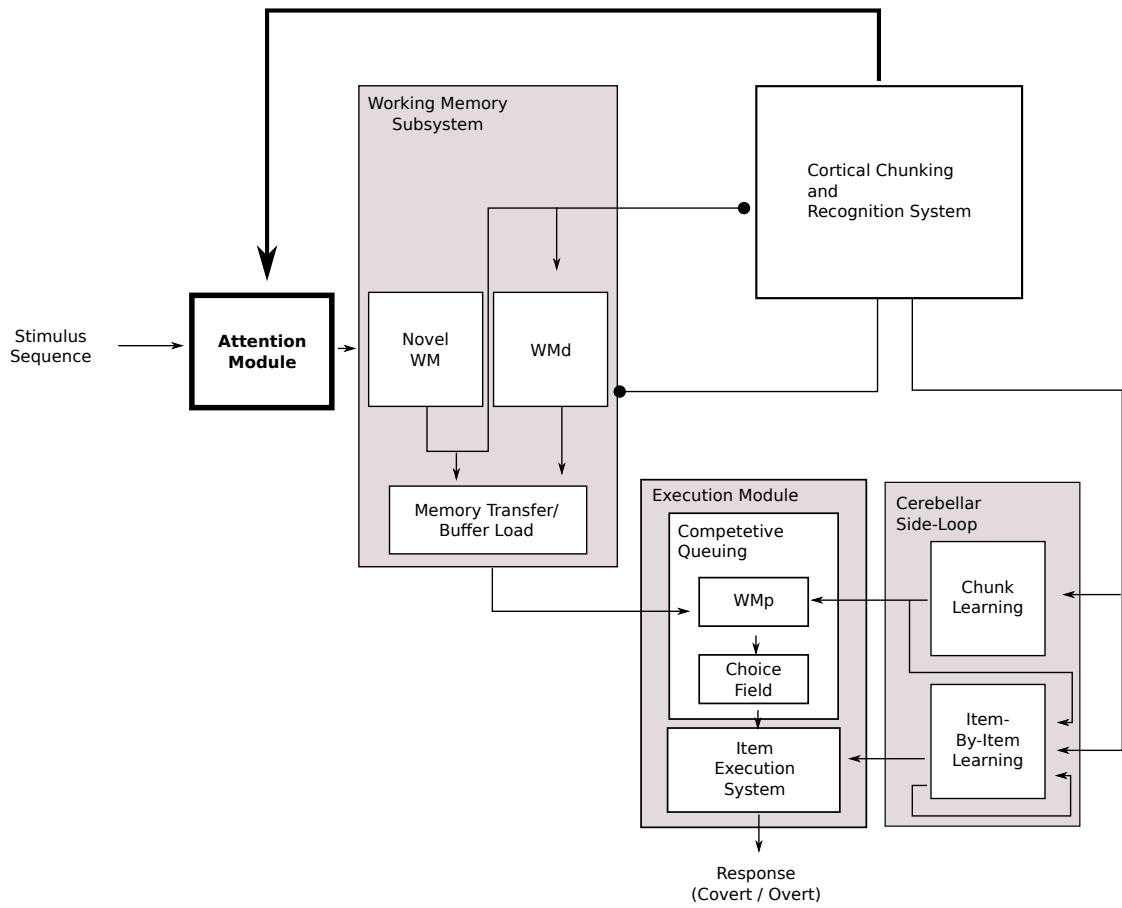 Working Memory
Subsystem
Cortical Chunking
and
Recognition System
Stimulus
Sequence
Attention
Module
Novel
WM
WMd
Memory Transfer/
Buffer Load
Execution Module
Competetive
Queuing
WMp
Choice
Field
Item
Execution
System
Cerebellar
Side-Loop
Chunk
Learning
Item-
By-Item
Learning
Response
(Covert / Overt)